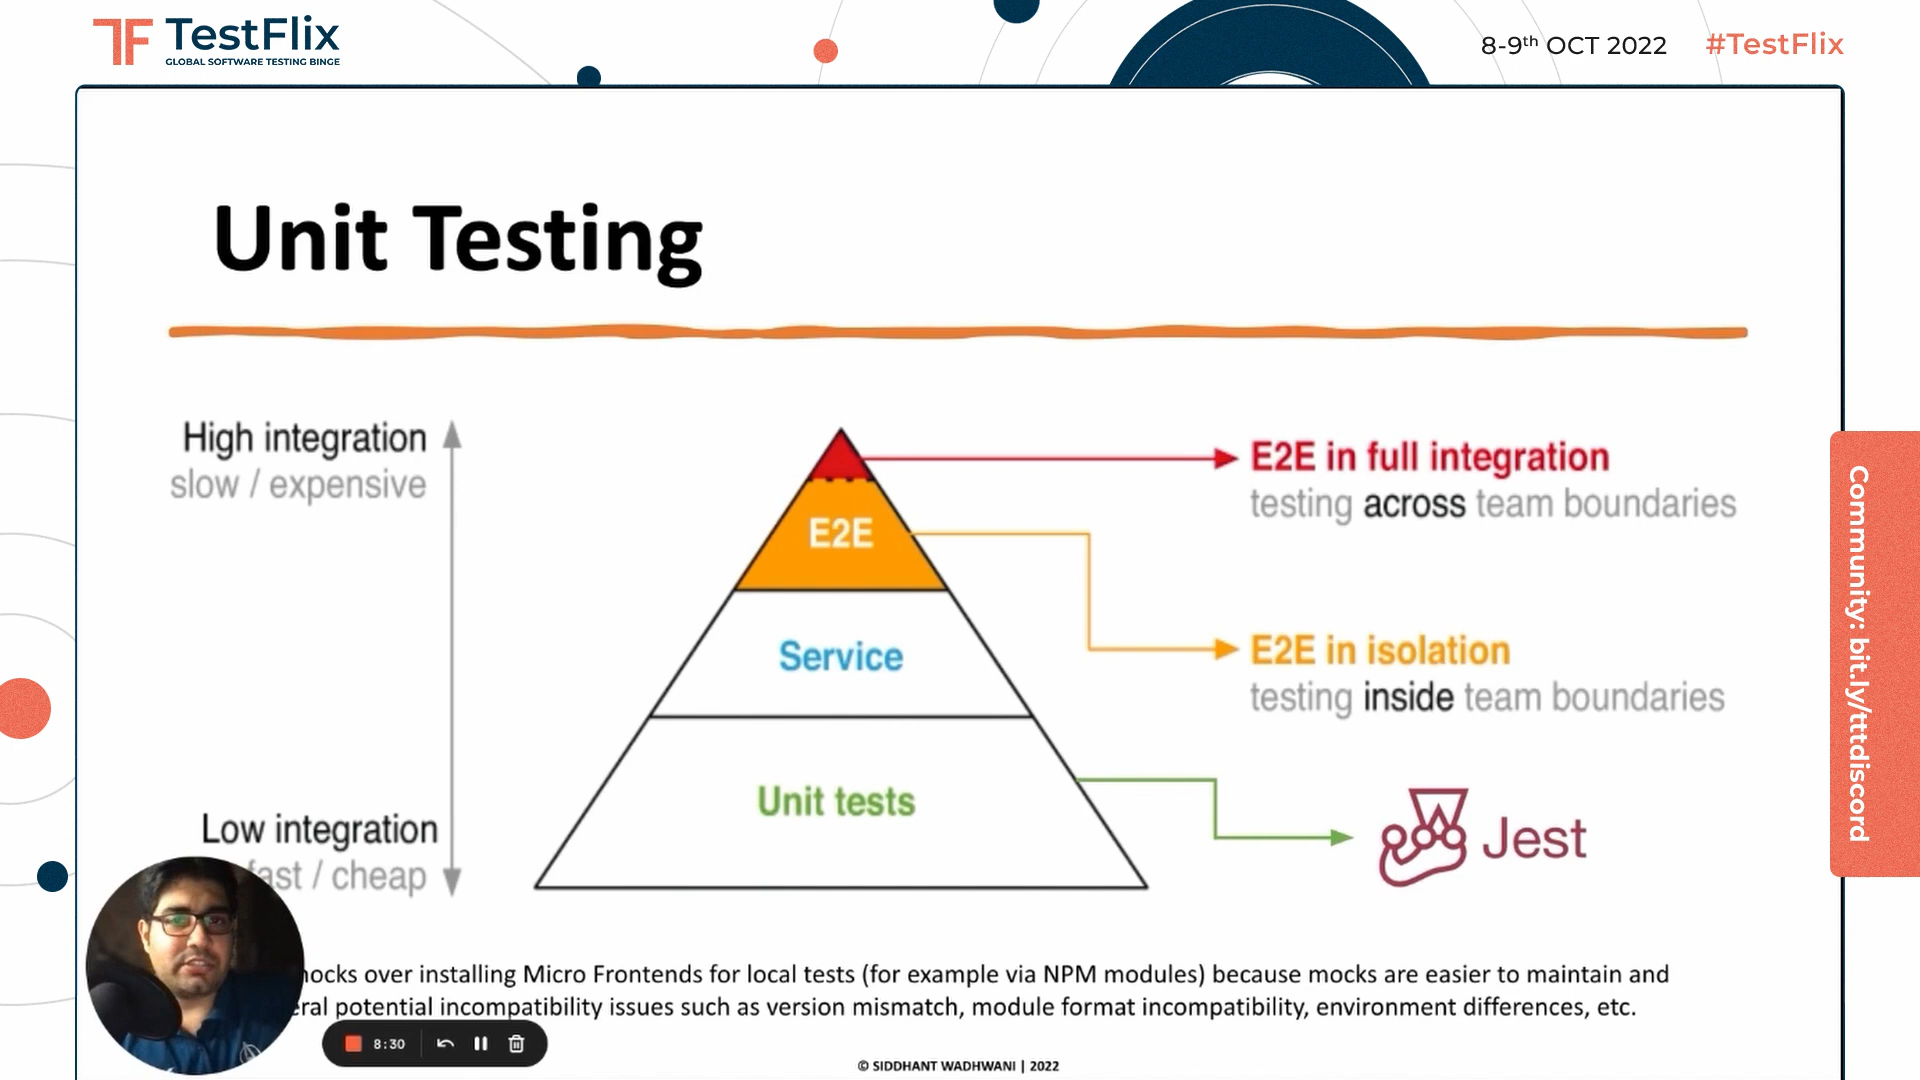 TF TestFlix
GLOBAL SOFTWARE TESTING BINGE
8-9th OCT 2022
#TestFlix
Unit Testing
High integration
slow / expensive
E2E in full integration
testing across team boundaries
E2E
E2E in isolation
testing inside team boundaries
Service
Unit tests
Jest
Low integration
fast / cheap
over installing Micro Frontends for local tests (for example via NPM modules) because mocks are easier to maintain and
potential incompatibility issues such as version mismatch, module format incompatibility, environment differences, etc.
8:30
© SIDDHANT WADHWANI | 2022
Community: bit.ly/tttdiscord